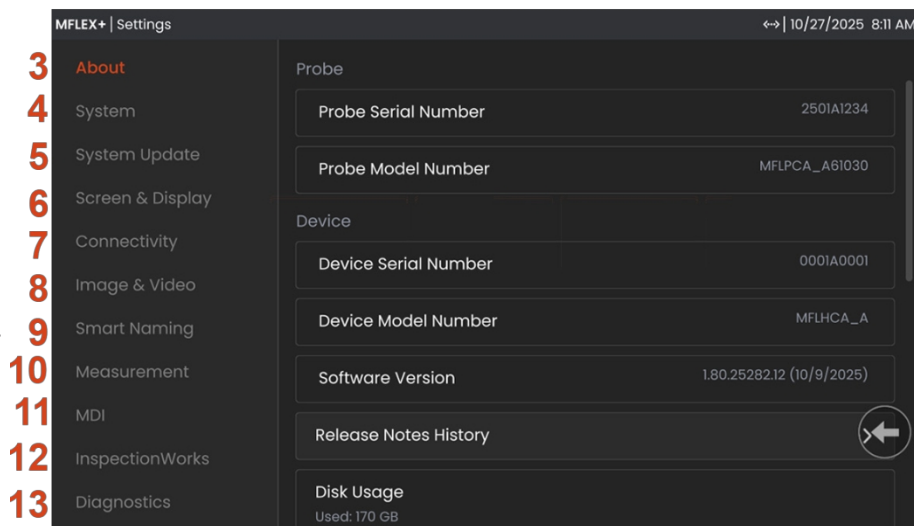 MFLEX+ | Settings
10/27/2025 8:11 AM
3 About
4 System
5 System Update
6 Screen & Display
7 Connectivity
8 Image & Video
9 Smart Naming
10 Measurement
11 MDI
12 InspectionWorks
13 Diagnostics
Probe
Probe Serial Number 2501A1234
Probe Model Number MFLPCA_A61030
Device
Device Serial Number 0001A0001
Device Model Number MFLHCA_A
Software Version 1.80.25282.12 (10/9/2025)
Release Notes History
Disk Usage
Used: 170 GB